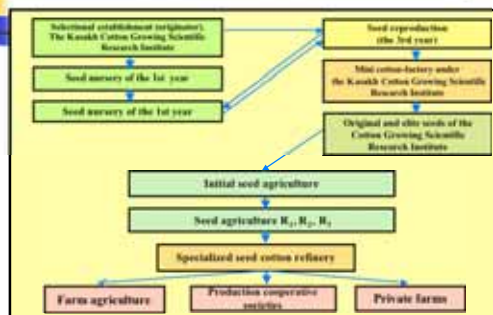 Selectional establishment (originator).
The Kazakh Cotton Growing Scientific
Research Institute
Seed nursery of the 1st year
Seed nursery of the 1st year
Seed reproduction
(the 3rd year)
Mini cotton-factory under
the Kazakh Cotton Growing Scientific
Research Institute
Original and elite seeds of the
Cotton Growing Scientific
Research Institute
Initial seed agriculture
Seed agriculture R₁, R₂, R₃
Specialized seed cotton refinery
Farm agriculture
Production cooperative
societies
Private farms